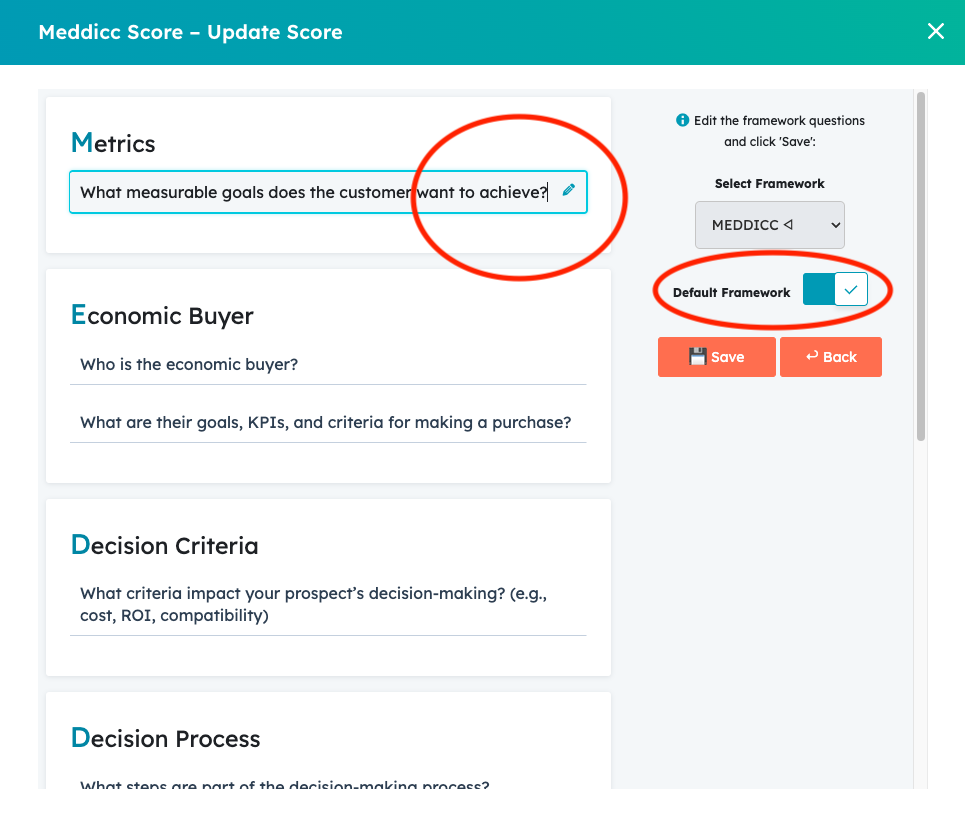 Meddicc Score – Update Score
Metrics
What measurable goals does the customer want to achieve?
Economic Buyer
Who is the economic buyer?
What are their goals, KPIs, and criteria for making a purchase?
Decision Criteria
What criteria impact your prospect’s decision-making? (e.g.,
cost, ROI, compatibility)
Decision Process
What steps are part of the decision-making process?
Edit the framework questions
and click 'Save':
Select Framework
MEDDICC ᐊ
Default Framework
💾 Save
↩ Back